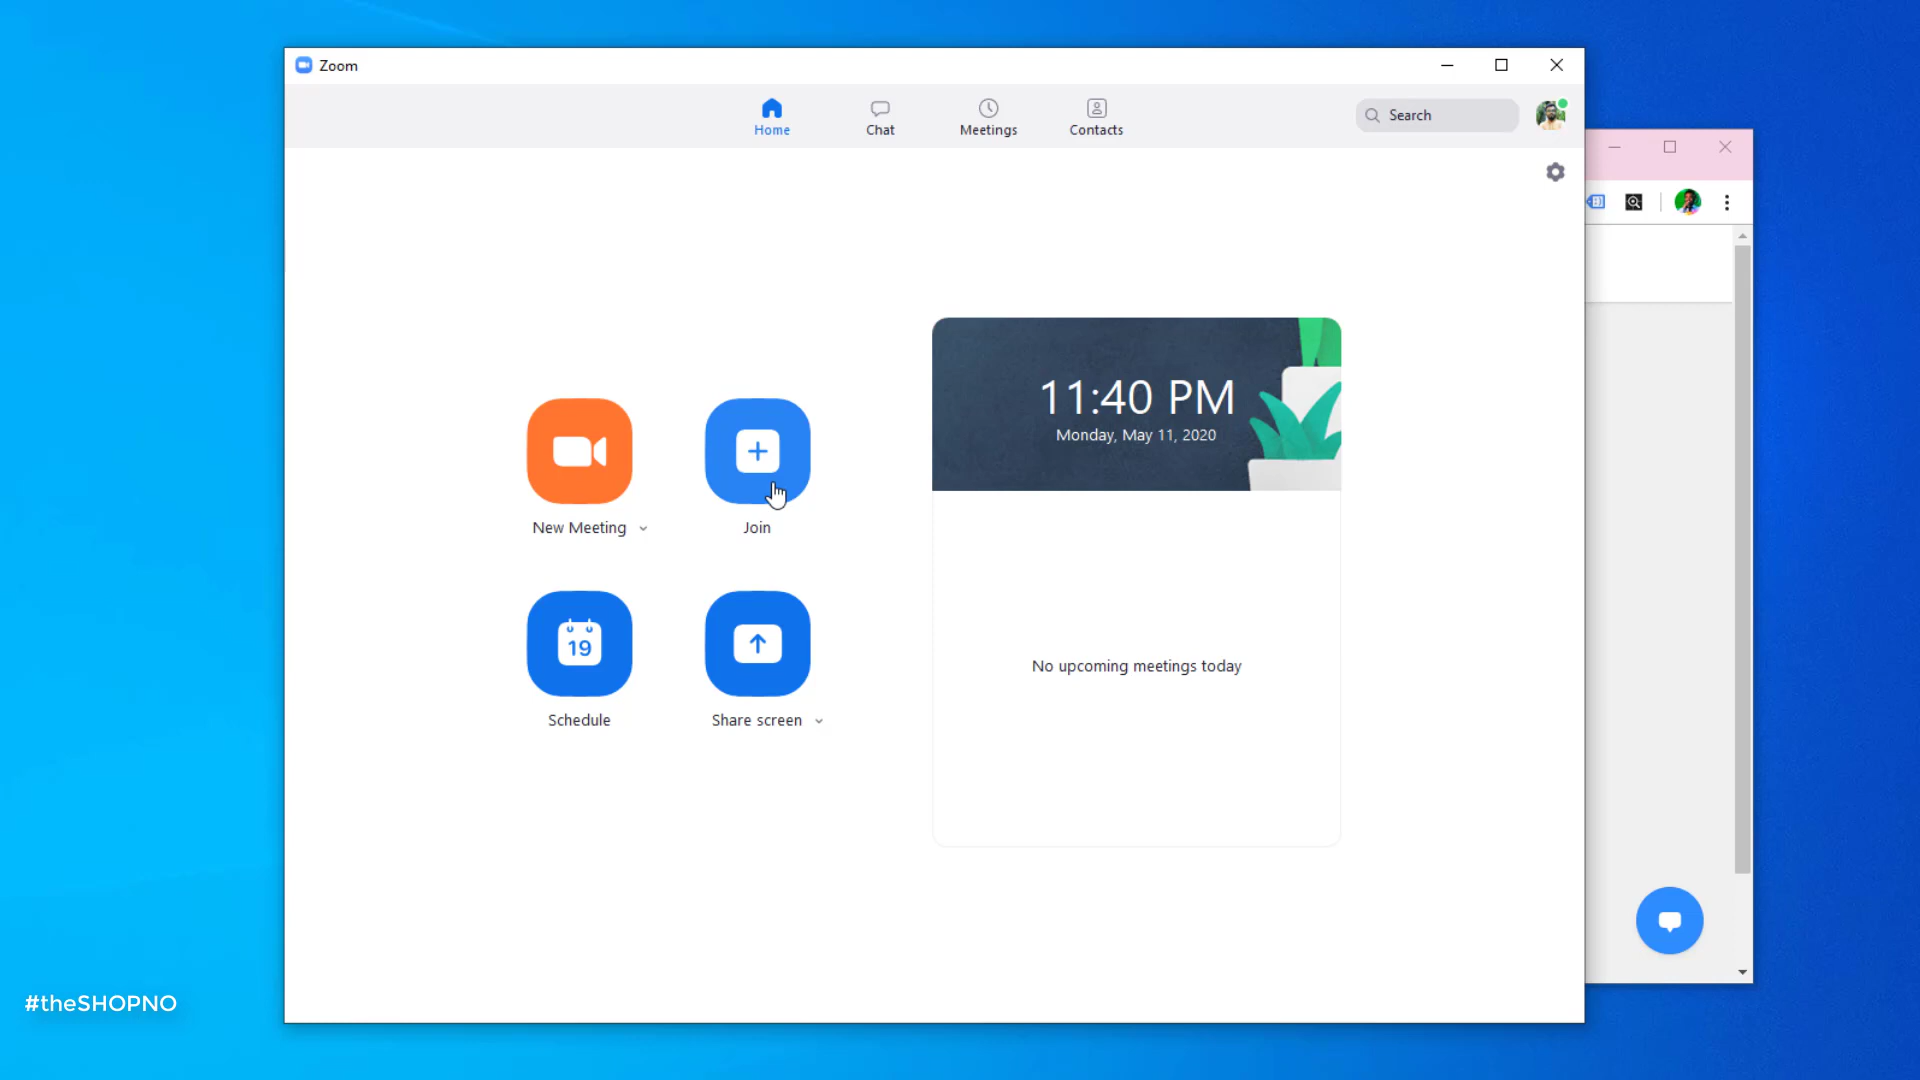 Zoom
Home
Chat
Meetings
Contacts
Search
11:40 PM
Monday, May 11, 2020
New Meeting
Join
19
Schedule
Share screen
No upcoming meetings today
#theSHOPNO